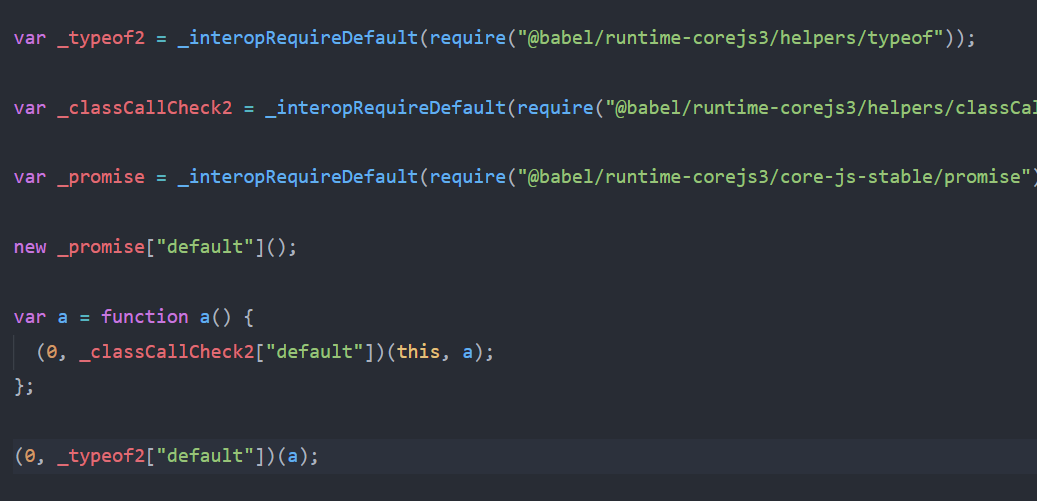 var _typeof2 = _interopRequireDefault(require("@babel/runtime-corejs3/helpers/typeof"));
var _classCallCheck2 = _interopRequireDefault(require("@babel/runtime-corejs3/helpers/classCal
var _promise = _interopRequireDefault(require("@babel/runtime-corejs3/core-js-stable/promise")
new _promise["default"]();
var a = function a() {
(0, _classCallCheck2["default"])(this, a);
};
(0, _typeof2["default"])(a);